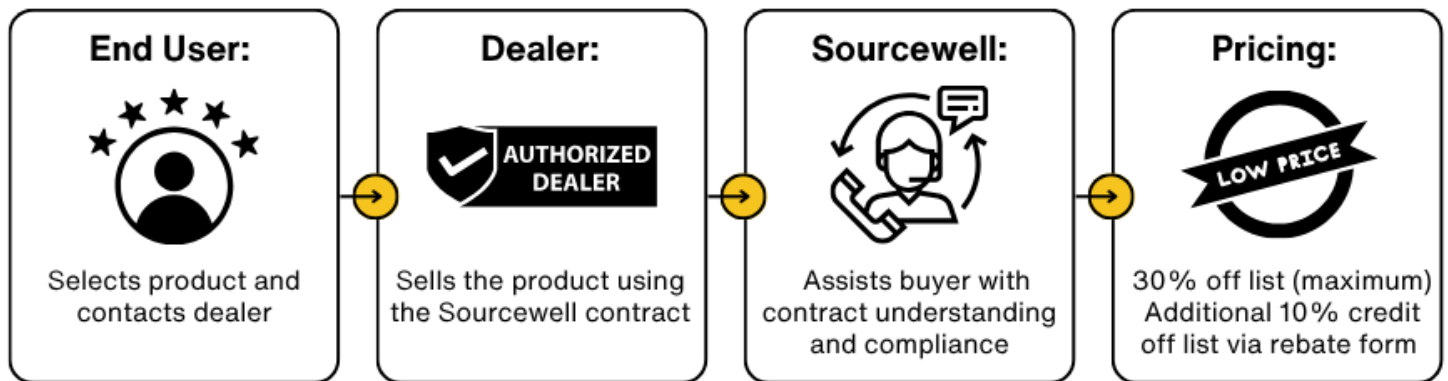 End User:
Selects product and
contacts dealer
Dealer:
AUTHORIZED
DEALER
Sells the product using
the Sourcewell contract
Sourcewell:
Assists buyer with
contract understanding
and compliance
Pricing:
LOW PRICE
30% off list (maximum)
Additional 10% credit
off list via rebate form